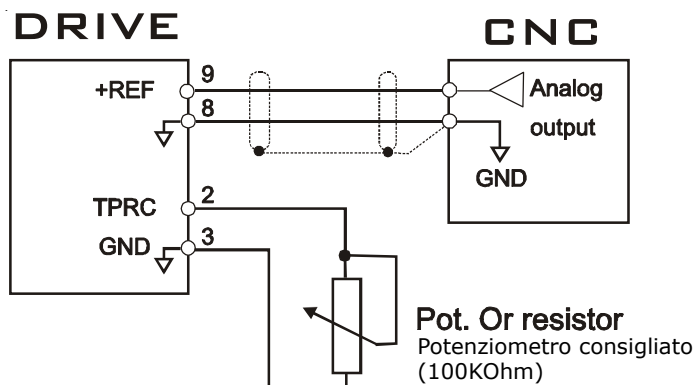 DRIVE
CNC
+REF
9
8
Analog
output
GND
TPRC
2
GND
3
Pot. Or resistor
Potenziometro consigliato
(100KOhm)